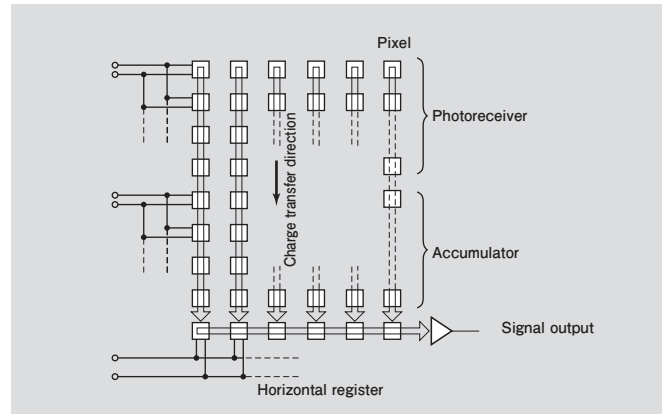 Pixel
Photoreceiver
Charge transfer direction
Accumulator
Signal output
Horizontal register